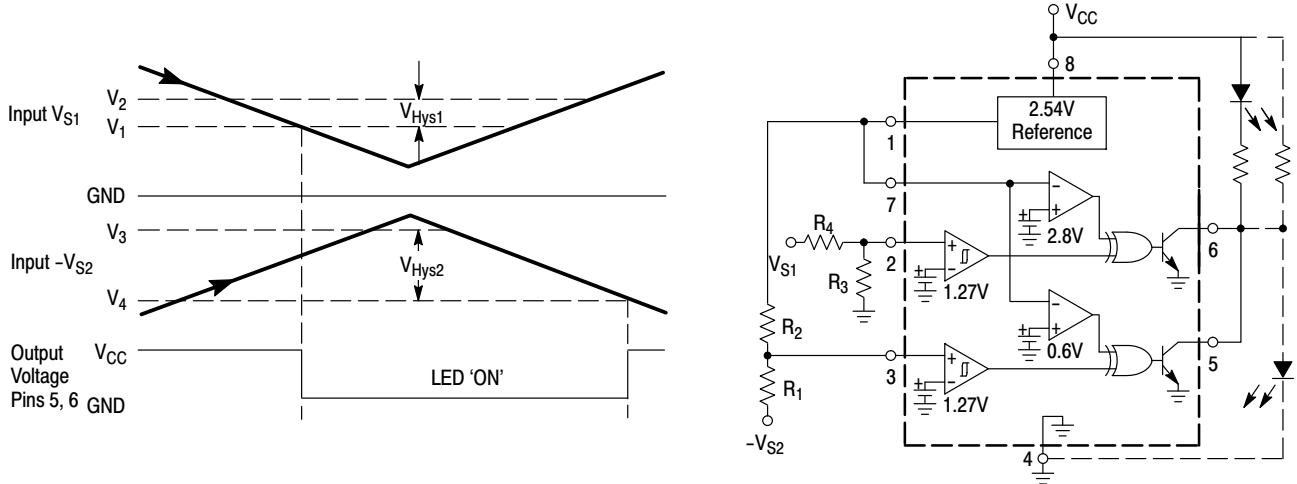 Input VS1
V2
V1
VHys1
GND
V3
Input –VS2
VHys2
V4
Output Voltage Pins 5, 6
VCC
GND
LED 'ON'
VCC
8
2.54V Reference
1
7
– +
2.8V
6
R4
VS1
2
+ –
R3
1.27V
R2
– +
0.6V
5
3
+ –
1.27V
R1
–VS2
4